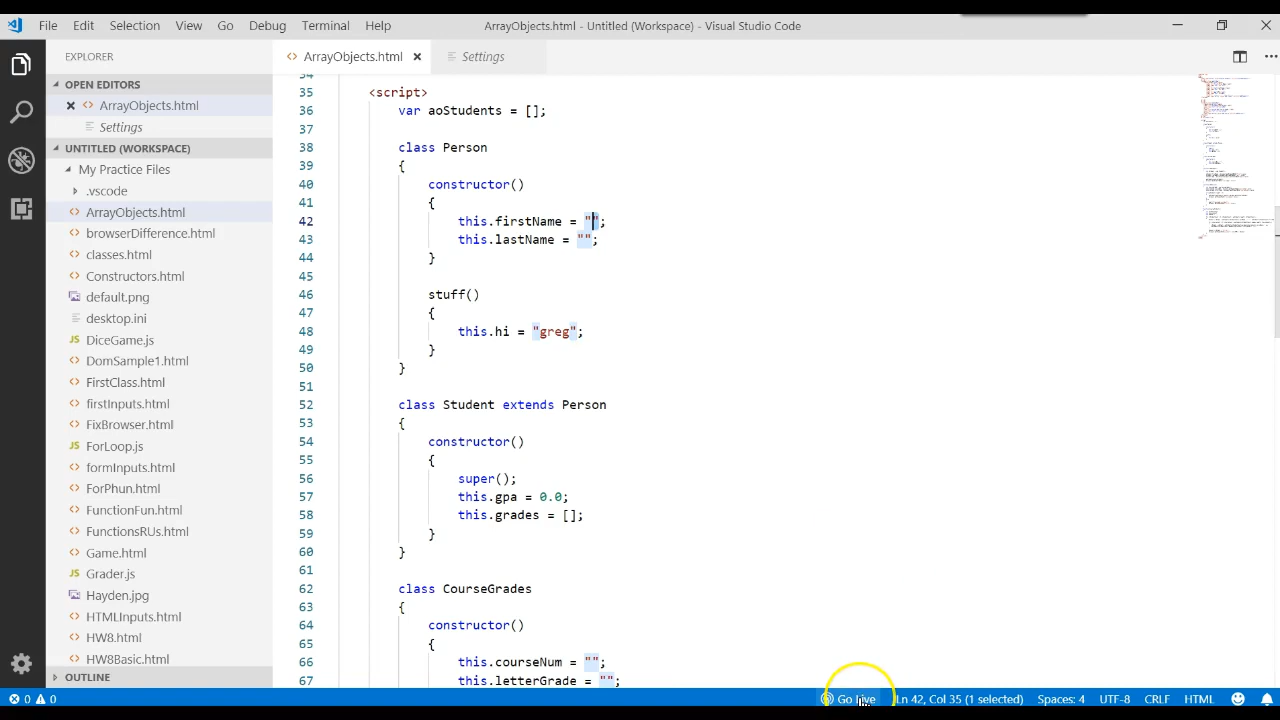 File Edit Selection View Go Debug Terminal Help ArrayObjects.html - Untitled (Workspace) - Visual Studio Code
EXPLORER
OPEN EDITORS
ArrayObjects.html
Settings
UNTITLED (WORKSPACE)
My Practice Files
.vscode
ArrayObjects.html
browserDifference.html
Buttons.html
Constructors.html
default.png
desktop.ini
DiceGame.js
DomSample1.html
FirstClass.html
firstInputs.html
FixBrowser.html
ForLoop.js
formInputs.html
ForPhun.html
FunctionFun.html
FunctionsRUs.html
Game.html
Grader.js
Hayden.jpg
HTMLInputs.html
HW8.html
HW8Basic.html
OUTLINE
ArrayObjects.html Settings
34
35 <script>
36 var aoStudents = [];
37
38 class Person
39 {
40 constructor()
41 {
42 this.firstName = "";
43 this.lastName = "";
44 }
45
46 stuff()
47 {
48 this.hi = "greg";
49 }
50 }
51
52 class Student extends Person
53 {
54 constructor()
55 {
56 super();
57 this.gpa = 0.0;
58 this.grades = [];
59 }
60 }
61
62 class CourseGrades
63 {
64 constructor()
65 {
66 this.courseNum = "";
67 this.letterGrade = "";
0 0 Go Live Ln 42, Col 35 (1 selected) Spaces: 4 UTF-8 CRLF HTML